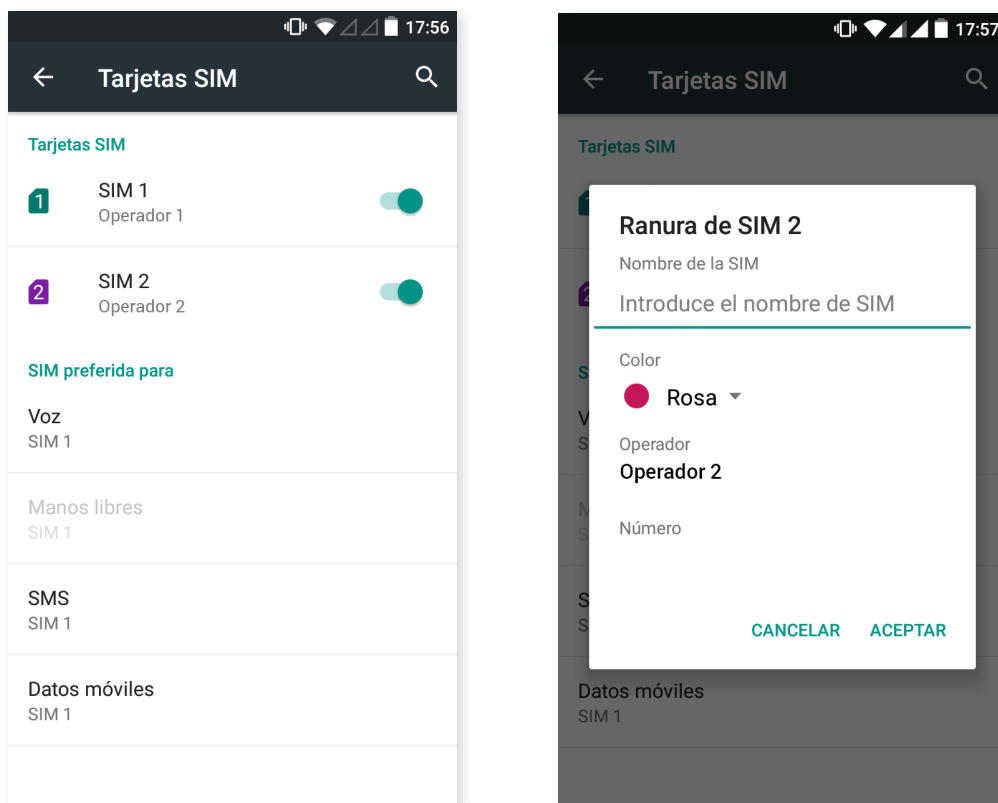 17:56
Tarjetas SIM
Tarjetas SIM
1
SIM 1
Operador 1
2
SIM 2
Operador 2
SIM preferida para
Voz
SIM 1
Manos libres
SIM 1
SMS
SIM 1
Datos móviles
SIM 1
17:57
Tarjetas SIM
Tarjetas SIM
Ranura de SIM 2
Nombre de la SIM
Introduce el nombre de SIM
Color
Rosa
Operador
Operador 2
Número
CANCELAR ACEPTAR
Datos móviles
SIM 1